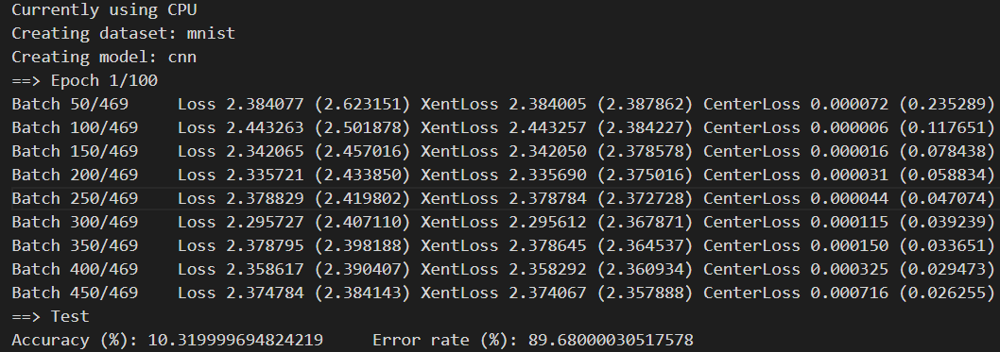 Currently using CPU
Creating dataset: mnist
Creating model: cnn
==> Epoch 1/100
Batch 50/469 Loss 2.384077 (2.623151) XentLoss 2.384005 (2.387862) CenterLoss 0.000072 (0.235289)
Batch 100/469 Loss 2.443263 (2.501878) XentLoss 2.443257 (2.384227) CenterLoss 0.000006 (0.117651)
Batch 150/469 Loss 2.342065 (2.457016) XentLoss 2.342050 (2.378578) CenterLoss 0.000016 (0.078438)
Batch 200/469 Loss 2.335721 (2.433850) XentLoss 2.335690 (2.375016) CenterLoss 0.000031 (0.058834)
Batch 250/469 Loss 2.378829 (2.419802) XentLoss 2.378784 (2.372728) CenterLoss 0.000044 (0.047074)
Batch 300/469 Loss 2.295727 (2.407110) XentLoss 2.295612 (2.367871) CenterLoss 0.000115 (0.039239)
Batch 350/469 Loss 2.378795 (2.398188) XentLoss 2.378645 (2.364537) CenterLoss 0.000150 (0.033651)
Batch 400/469 Loss 2.358617 (2.390407) XentLoss 2.358292 (2.360934) CenterLoss 0.000325 (0.029473)
Batch 450/469 Loss 2.374784 (2.384143) XentLoss 2.374067 (2.357888) CenterLoss 0.000716 (0.026255)
==> Test
Accuracy (%): 10.319999694824219 Error rate (%): 89.68000030517578